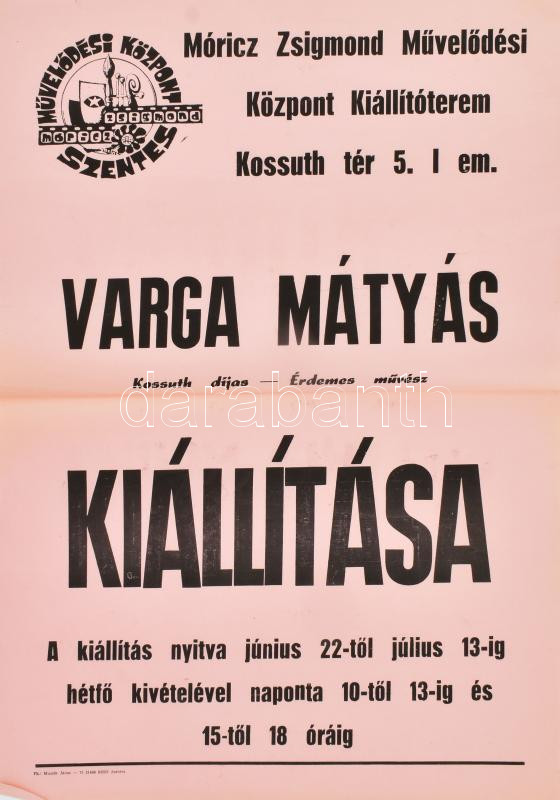 MŰVELŐDÉSI KÖZPONT
zsigmond
móricz
SZENTES
Móricz Zsigmond Művelődési
Központ Kiállítóterem
Kossuth tér 5. I em.
VARGA MÁTYÁS
Kossuth díjas — Érdemes művész
darabanth
KIÁLLÍTÁSA
A kiállítás nyitva június 22-től július 13-ig
hétfő kivételével naponta 10-től 13-ig és
15-től 18 óráig